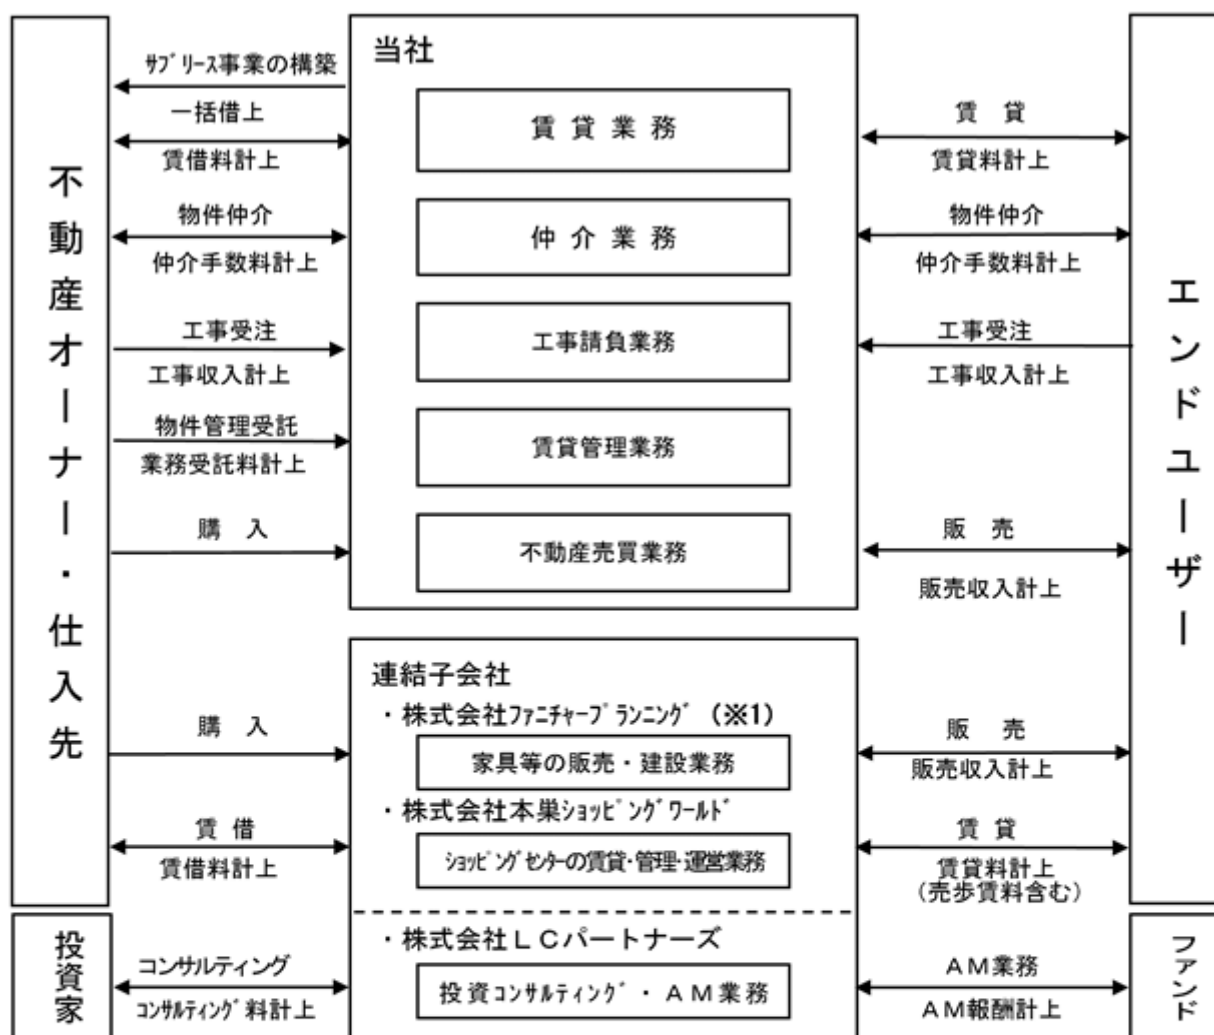 不動産オーナー・仕入先
投資家
サブリース事業の構築
一括借上
賃借料計上
物件仲介
仲介手数料計上
工事受注
工事収入計上
物件管理受託
業務受託料計上
購 入
購 入
賃 借
賃借料計上
コンサルティング
コンサルティング料計上
当社
賃 貸 業 務
仲 介 業 務
工事請負業務
賃貸管理業務
不動産売買業務
連結子会社
・株式会社ファニチャープランニング (※1)
家具等の販売・建設業務
・株式会社本巣ショッピングワールド
ショッピングセンターの賃貸・管理・運営業務
・株式会社LCパートナーズ
投資コンサルティング・AM業務
賃 貸
賃貸料計上
物件仲介
仲介手数料計上
工事受注
工事収入計上
販 売
販売収入計上
販 売
販売収入計上
賃 貸
賃貸料計上
(売歩賃料含む)
AM業務
AM報酬計上
エンドユーザー
ファンド